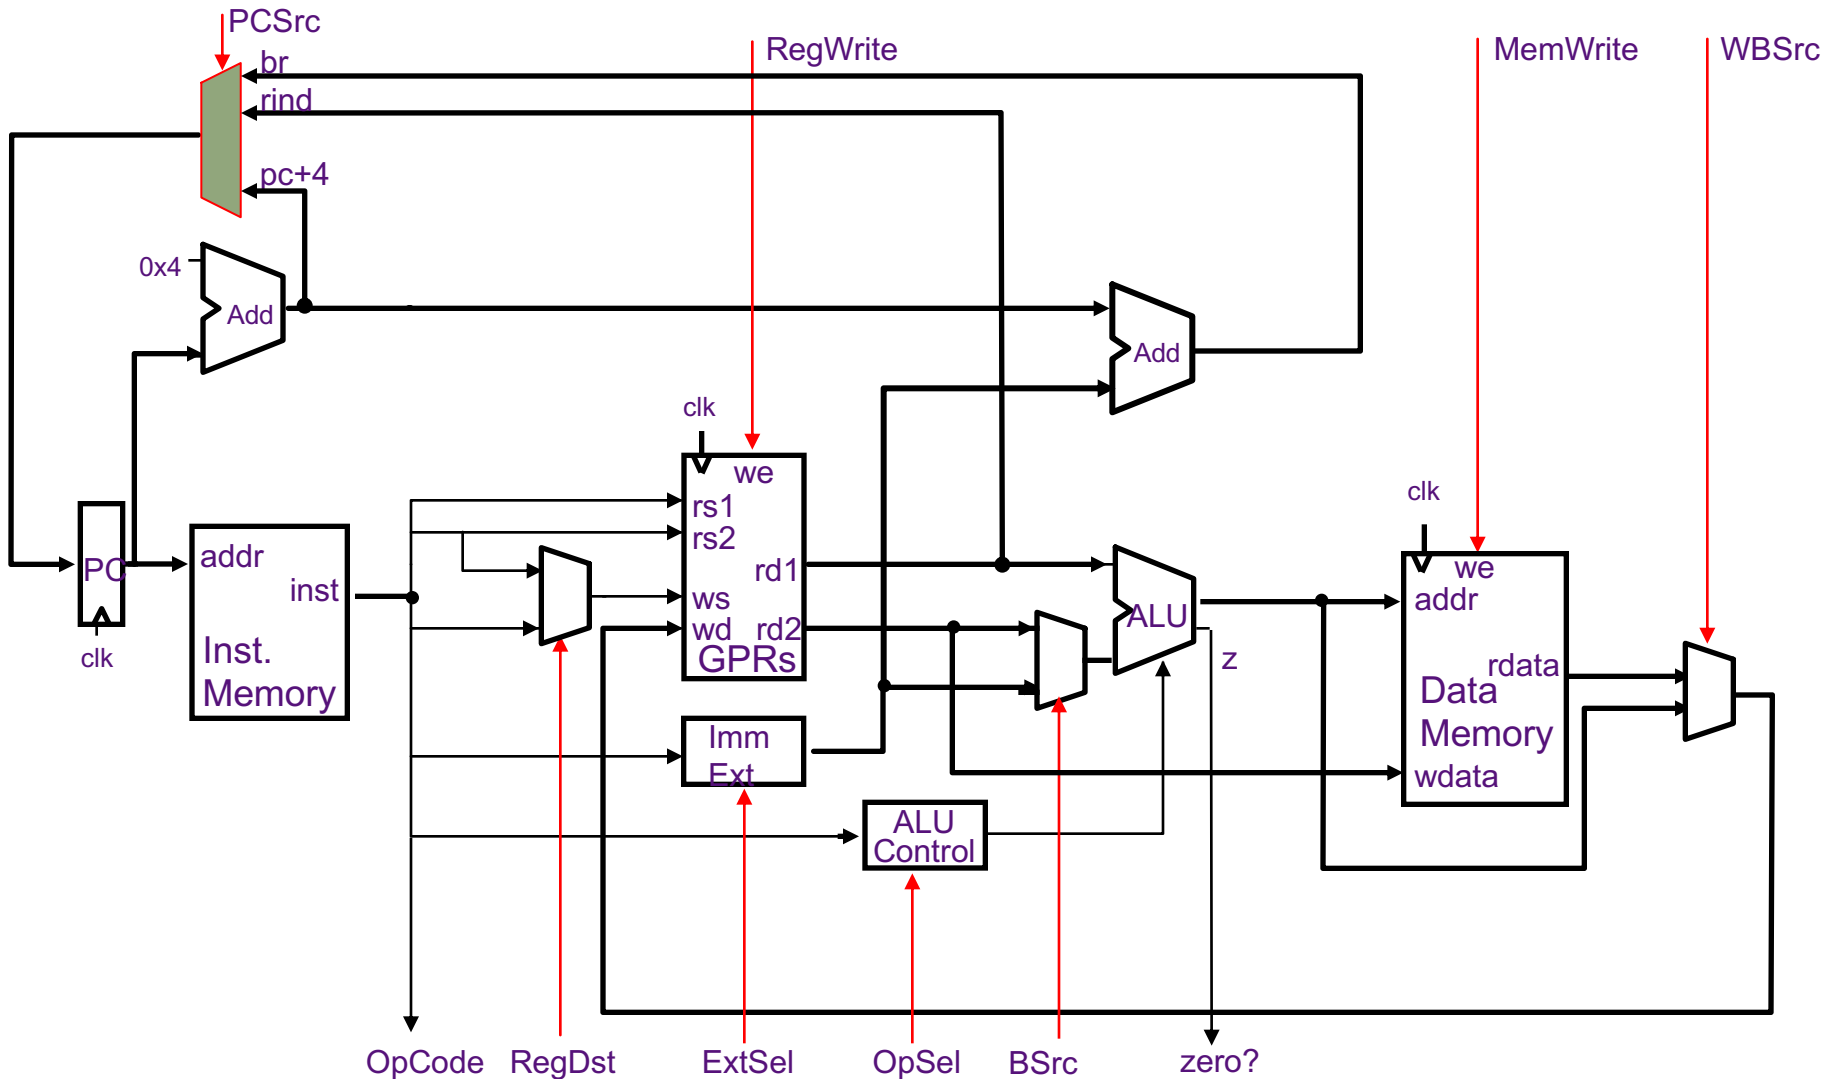 PCSrc
RegWrite
MemWrite
WBSrc
br
rind
pc+4
0x4
Add
Add
clk
we
rs1
rs2
rd1
ws
wd
rd2
GPRs
PC
clk
addr
inst
Inst.
Memory
ALU
z
clk
we
addr
rdata
Data
Memory
wdata
Imm
Ext
ALU
Control
OpCode
RegDst
ExtSel
OpSel
BSrc
zero?